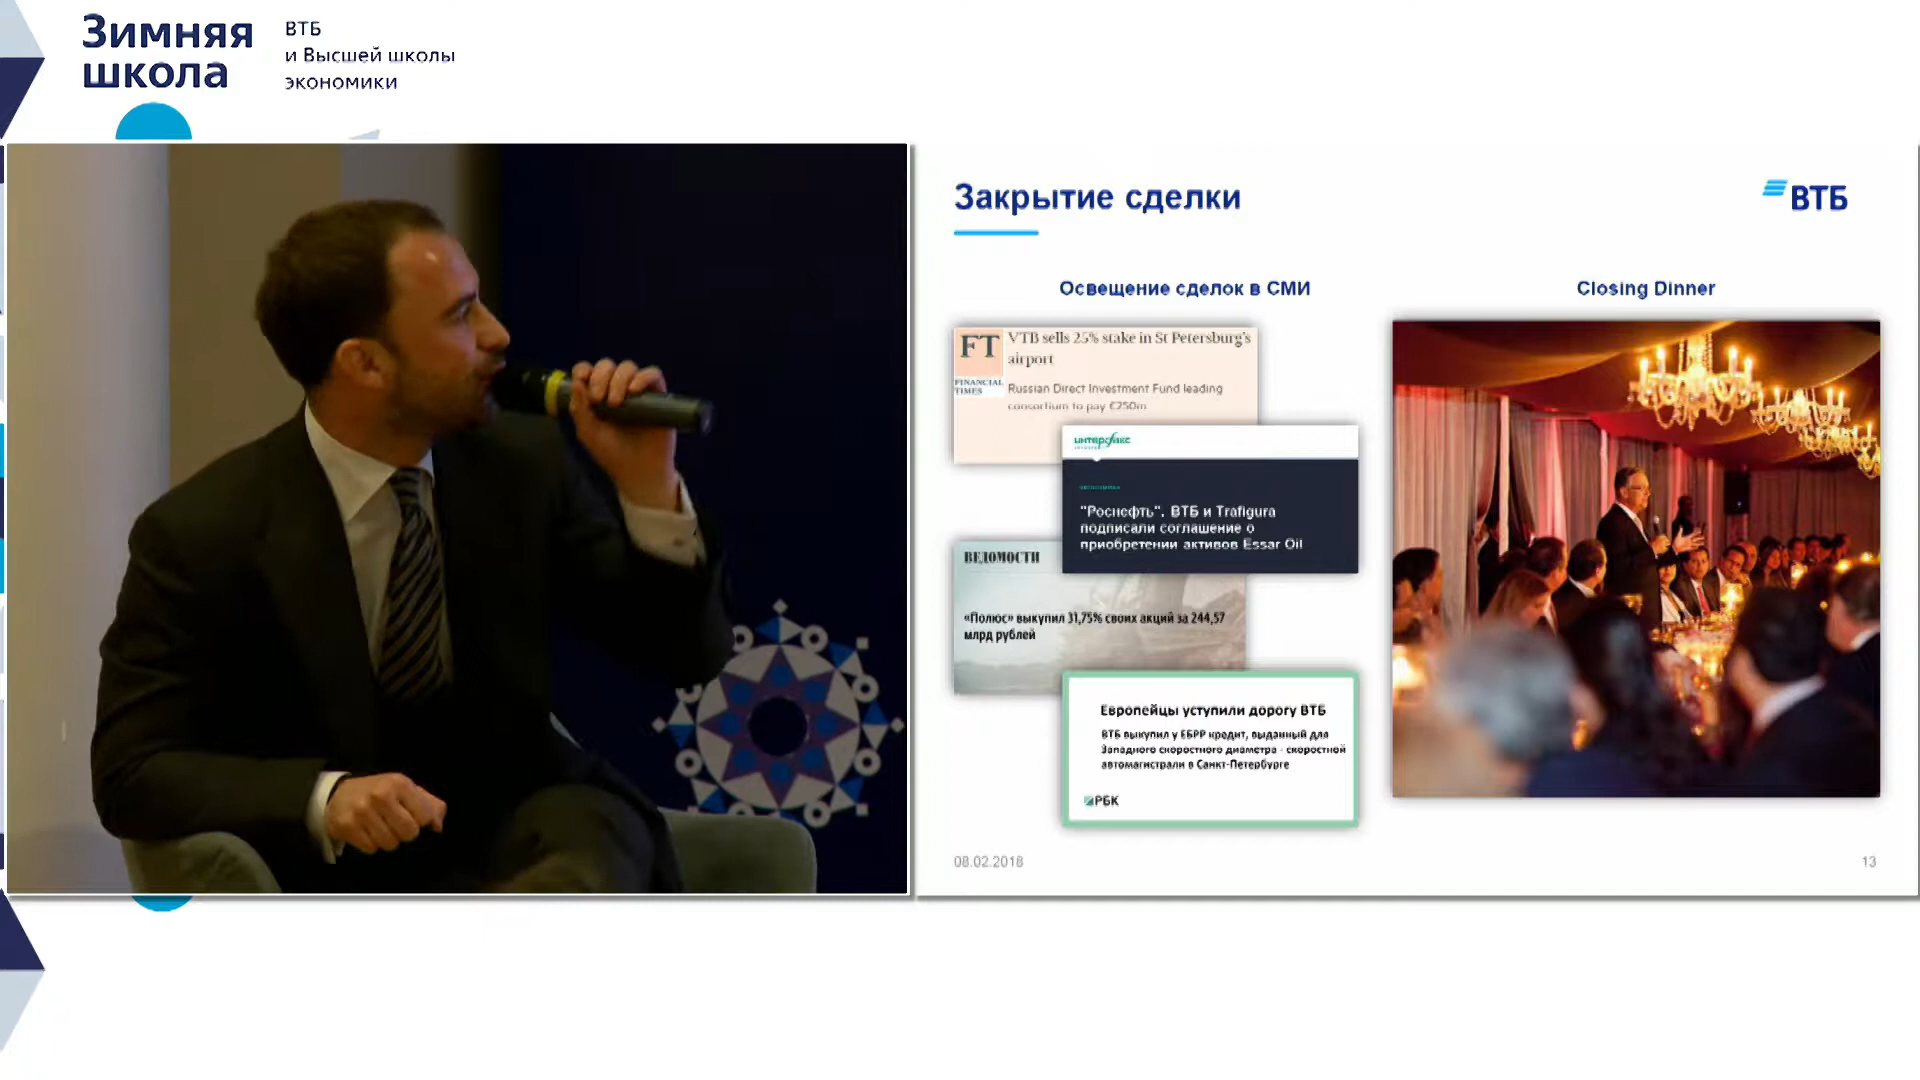 Зимняя
школа
ВТБ
и Высшей школы
экономики
Закрытие сделки
ВТБ
Освещение сделок в СМИ
Closing Dinner
FT
FINANCIAL
TIMES
VTB sells 25% stake in St Petersburg's
airport
Russian Direct Investment Fund leading
consortium to pay €250m
интерфакс
"Роснефть", ВТБ и Trafigura
подписали соглашение о
приобретении активов Essar Oil
ВЕДОМОСТИ
«Полюс» выкупил 31,75% своих акций за 244,57
млрд рублей
Европейцы уступили дорогу ВТБ
ВТБ выкупил у ЕБРР кредит, выданный для
Западного скоростного диаметра - скоростной
автомагистрали в Санкт-Петербурге
РБК
08.02.2018
13